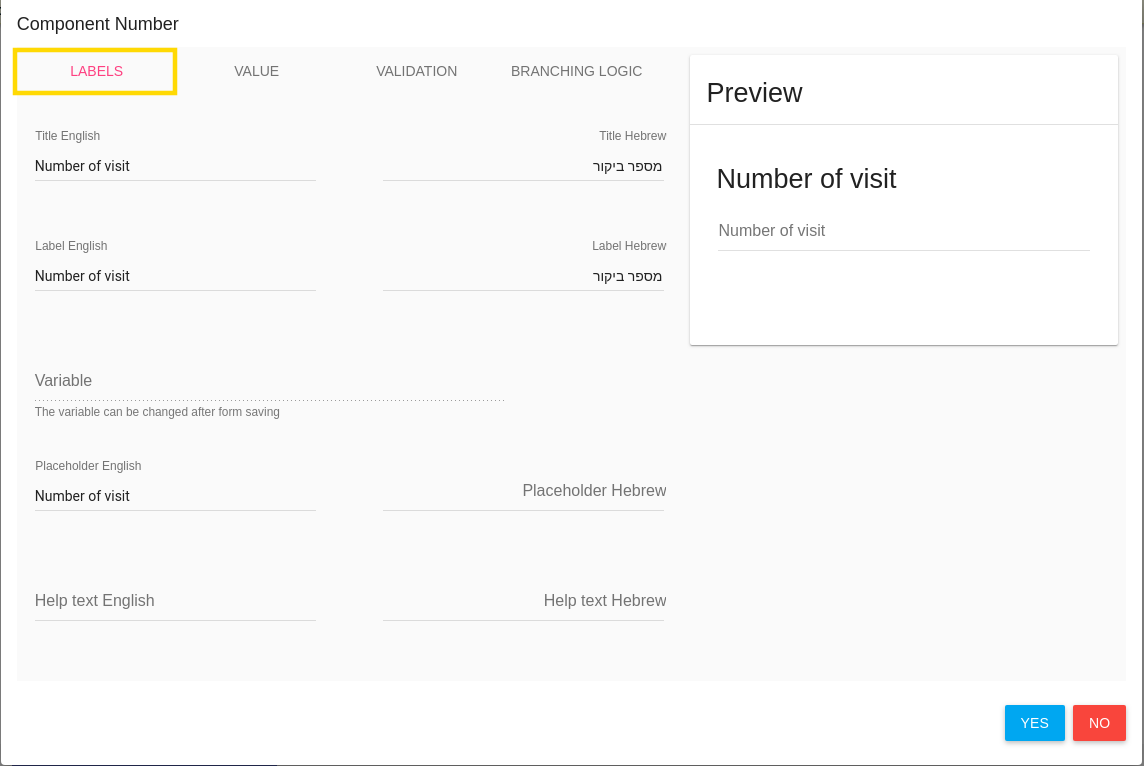 Component Number
LABELS VALUE VALIDATION BRANCHING LOGIC
Title English Title Hebrew
Number of visit מספר ביקור
Label English Label Hebrew
Number of visit מספר ביקור
Variable
The variable can be changed after form saving
Placeholder English
Number of visit Placeholder Hebrew
Help text English Help text Hebrew
Preview
Number of visit
Number of visit
YES NO